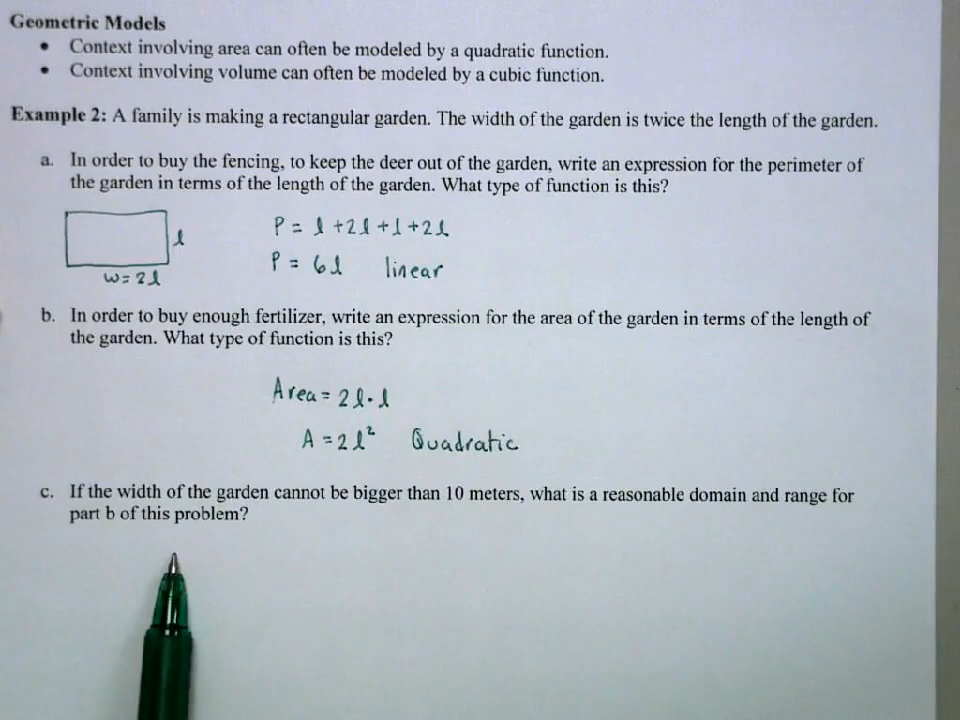 Geometric Models
• Context involving area can often be modeled by a quadratic function.
• Context involving volume can often be modeled by a cubic function.
Example 2: A family is making a rectangular garden. The width of the garden is twice the length of the garden.
a. In order to buy the fencing, to keep the deer out of the garden, write an expression for the perimeter of
the garden in terms of the length of the garden. What type of function is this?
l
w = 2l
P = l + 2l + l + 2l
P = 6l linear
b. In order to buy enough fertilizer, write an expression for the area of the garden in terms of the length of
the garden. What type of function is this?
Area = 2l · l
A = 2l² Quadratic
c. If the width of the garden cannot be bigger than 10 meters, what is a reasonable domain and range for
part b of this problem?